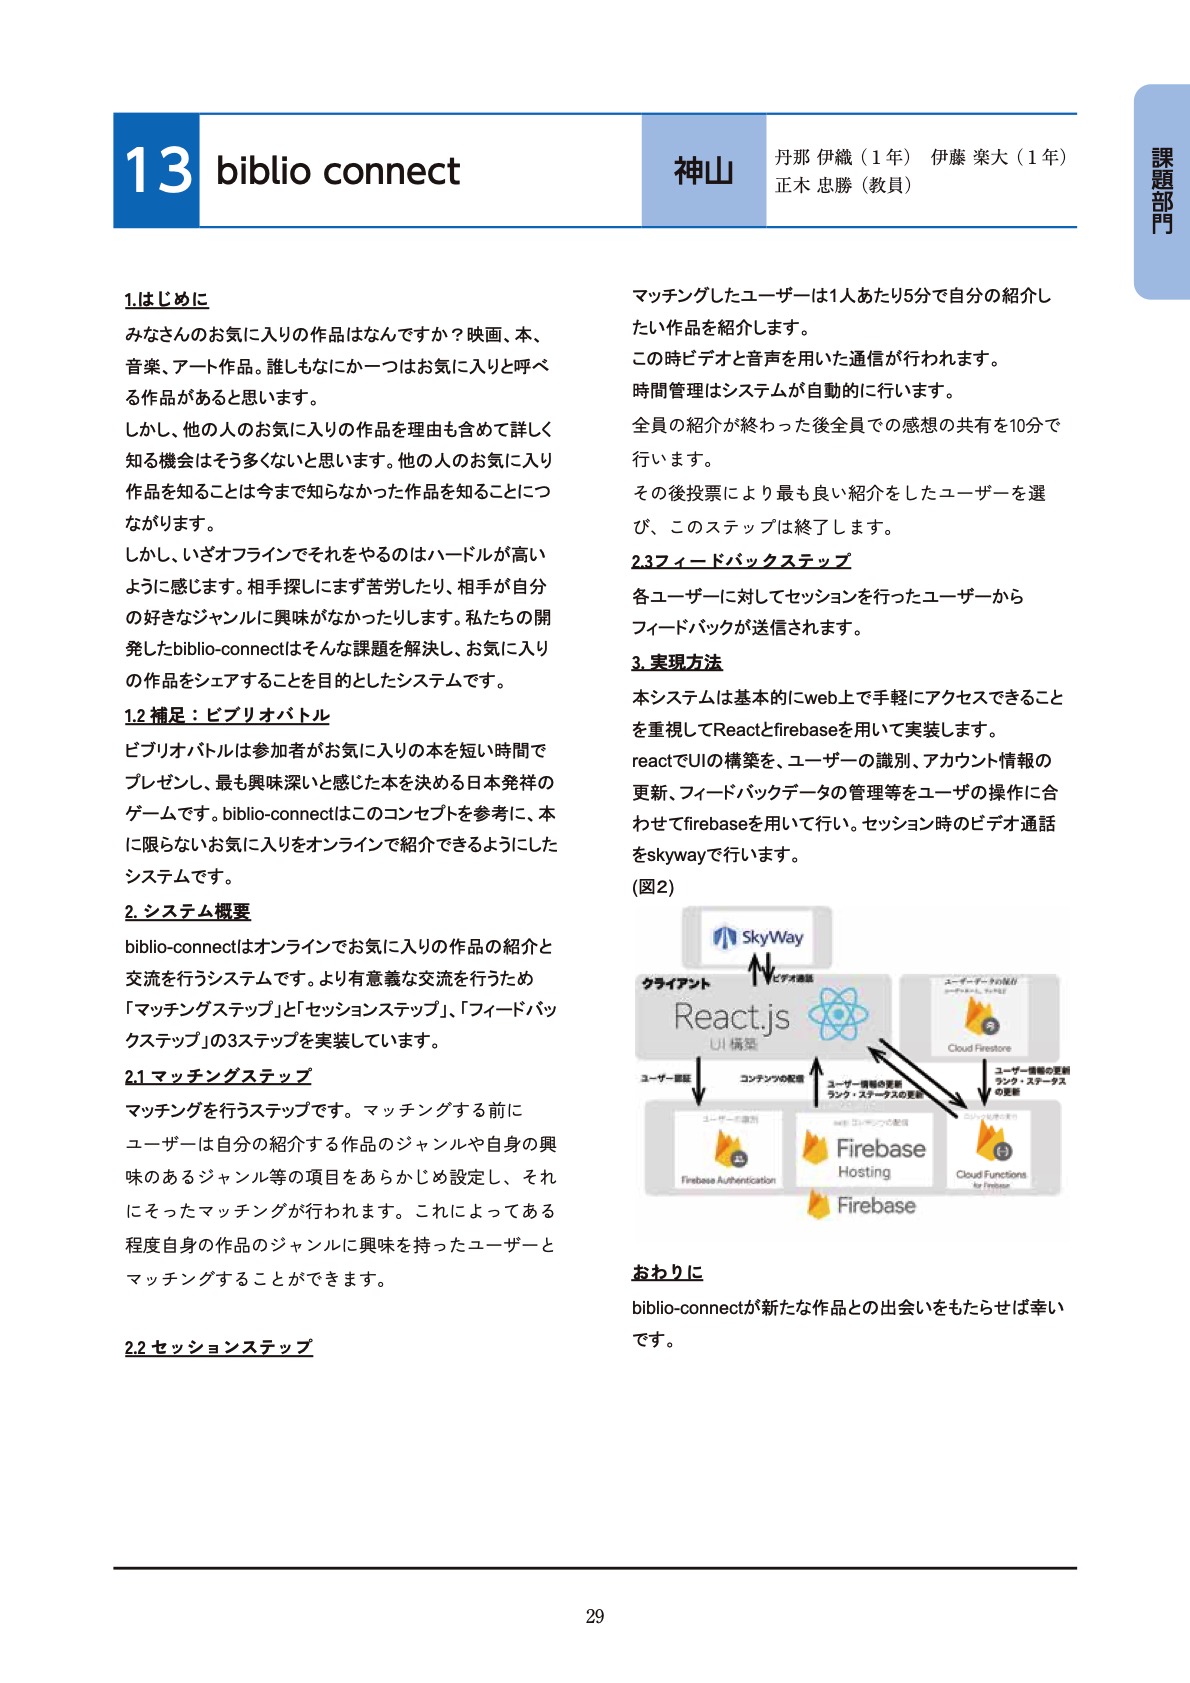 課題部門
13
biblio connect
神山
丹那 伊織（１年） 伊藤 楽大（１年）
正木 忠勝（教員）
1.はじめに
みなさんのお気に入りの作品はなんですか？映画、本、
音楽、アート作品。誰しもなにか一つはお気に入りと呼べ
る作品があると思います。
しかし、他の人のお気に入りの作品を理由も含めて詳しく
知る機会はそう多くないと思います。他の人のお気に入り
作品を知ることは今まで知らなかった作品を知ることにつ
ながります。
しかし、いざオフラインでそれをやるのはハードルが高い
ように感じます。相手探しにまず苦労したり、相手が自分
の好きなジャンルに興味がなかったりします。私たちの開
発したbiblio-connectはそんな課題を解決し、お気に入り
の作品をシェアすることを目的としたシステムです。
1.2 補足：ビブリオバトル
ビブリオバトルは参加者がお気に入りの本を短い時間で
プレゼンし、最も興味深いと感じた本を決める日本発祥の
ゲームです。biblio-connectはこのコンセプトを参考に、本
に限らないお気に入りをオンラインで紹介できるようにした
システムです。
2. システム概要
biblio-connectはオンラインでお気に入りの作品の紹介と
交流を行うシステムです。より有意義な交流を行うため
「マッチングステップ」と「セッションステップ」、「フィードバッ
クステップ」の3ステップを実装しています。
2.1 マッチングステップ
マッチングを行うステップです。マッチングする前に
ユーザーは自分の紹介する作品のジャンルや自身の興
味のあるジャンル等の項目をあらかじめ設定し、それ
にそったマッチングが行われます。これによってある
程度自身の作品のジャンルに興味を持ったユーザーと
マッチングすることができます。
2.2 セッションステップ
マッチングしたユーザーは1人あたり5分で自分の紹介し
たい作品を紹介します。
この時ビデオと音声を用いた通信が行われます。
時間管理はシステムが自動的に行います。
全員の紹介が終わった後全員での感想の共有を10分で
行います。
その後投票により最も良い紹介をしたユーザーを選
び、このステップは終了します。
2.3フィードバックステップ
各ユーザーに対してセッションを行ったユーザーから
フィードバックが送信されます。
3. 実現方法
本システムは基本的にweb上で手軽にアクセスできること
を重視してReactとfirebaseを用いて実装します。
reactでUIの構築を、ユーザーの識別、アカウント情報の
更新、フィードバックデータの管理等をユーザの操作に合
わせてfirebaseを用いて行い。セッション時のビデオ通話
をskywayで行います。
(図2)
SkyWay
ビデオ通話
クライアント
React.js
UI 構築
ユーザーデータの保存
Cloud Firestore
ユーザー認証
コンテンツの配信
ユーザー情報の更新
ランク・ステータスの更新
ユーザー情報の更新
ランク・ステータス
の更新
ユーザーの識別
Firebase Authentication
web コンテンツの配信
Firebase
Hosting
Cloud Functions
for Firebase
Firebase
おわりに
biblio-connectが新たな作品との出会いをもたらせば幸い
です。
29